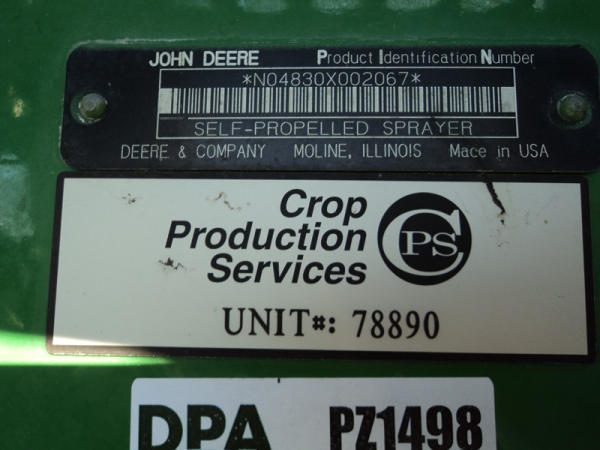 JOHN DEERE Product Identification Number
*N04830X002067*
SELF-PROPELLED SPRAYER
DEERE & COMPANY MOLINE, ILLINOIS Made in USA
Crop
Production
Services
CPS
UNIT#: 78890
DPA PZ1498